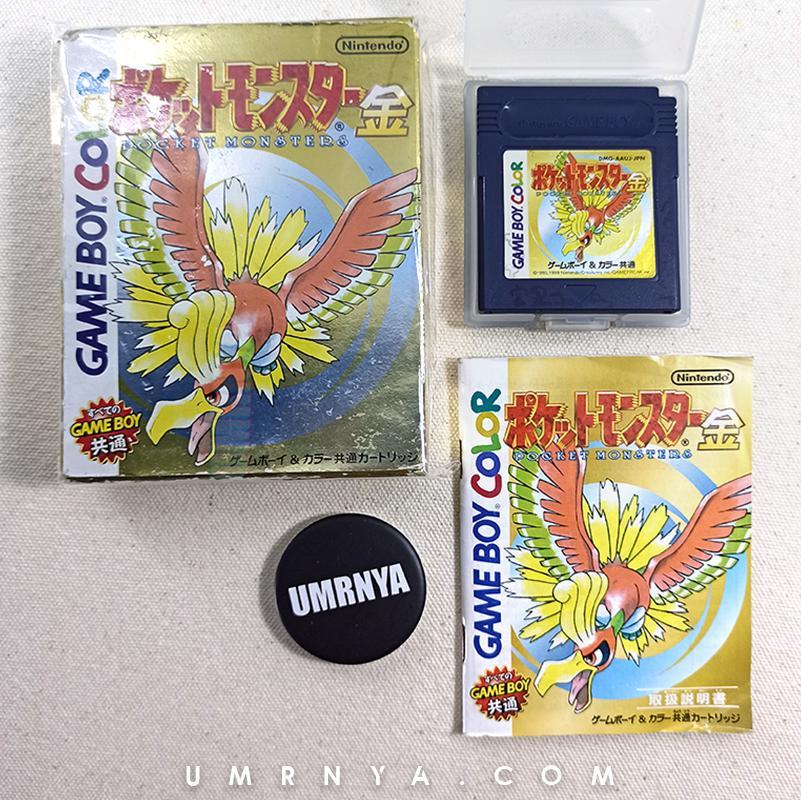 Nintendo
ポケットモンスター金
POCKET MONSTERS
GAME BOY COLOR
すべての
GAME BOY
共通
ゲームボーイ & カラー 共通カートリッジ
Nintendo GAME BOY
DMG-AAUJ-JPN
ポケットモンスター金
POCKET MONSTERS
GAME BOY COLOR
ゲームボーイ & カラー 共通
Nintendo
ポケットモンスター金
POCKET MONSTERS
GAME BOY COLOR
すべての
GAME BOY
共通
取扱説明書
ゲームボーイ & カラー 共通カートリッジ
UMRNYA
UMRNYA.COM